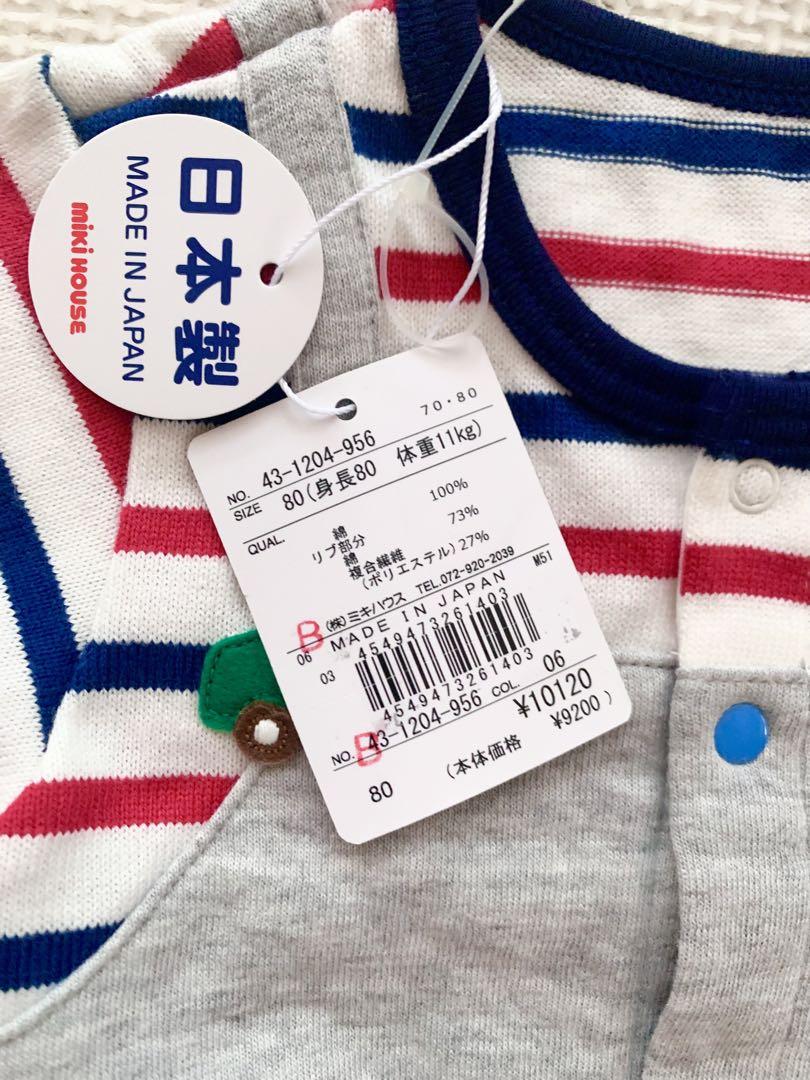 日本製
MADE IN JAPAN
miki HOUSE
70・80
NO. 43-1204-956
SIZE 80(身長80 体重11kg)
QUAL.
綿 100%
リブ部分
綿 73%
複合繊維
(ポリエステル) 27%
(株)ミキハウス TEL.072-920-2039
B MADE IN JAPAN M51
06
03
4549473261403
4549473261403
NO. 43-1204-956 COL. 06
B
¥10120
80 (本体価格 ¥9200)